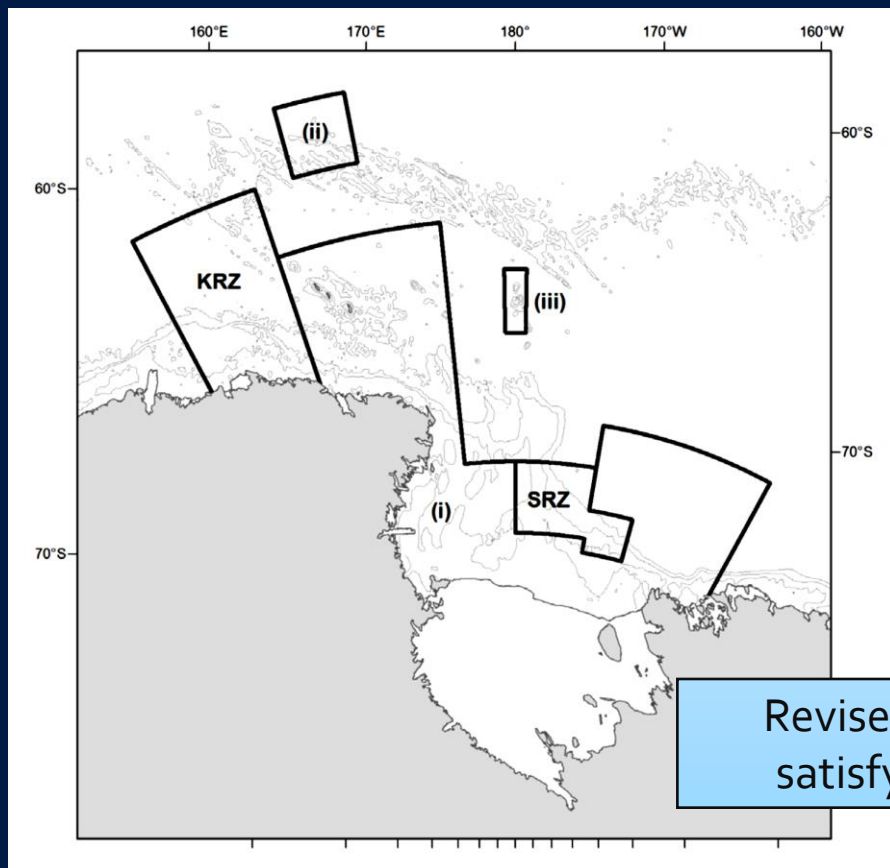 160°E 170°E 180° 170°W 160°W
(ii)
60°S
60°S
KRZ
(iii)
70°S
SRZ
(i)
70°S
Revise
satisfy